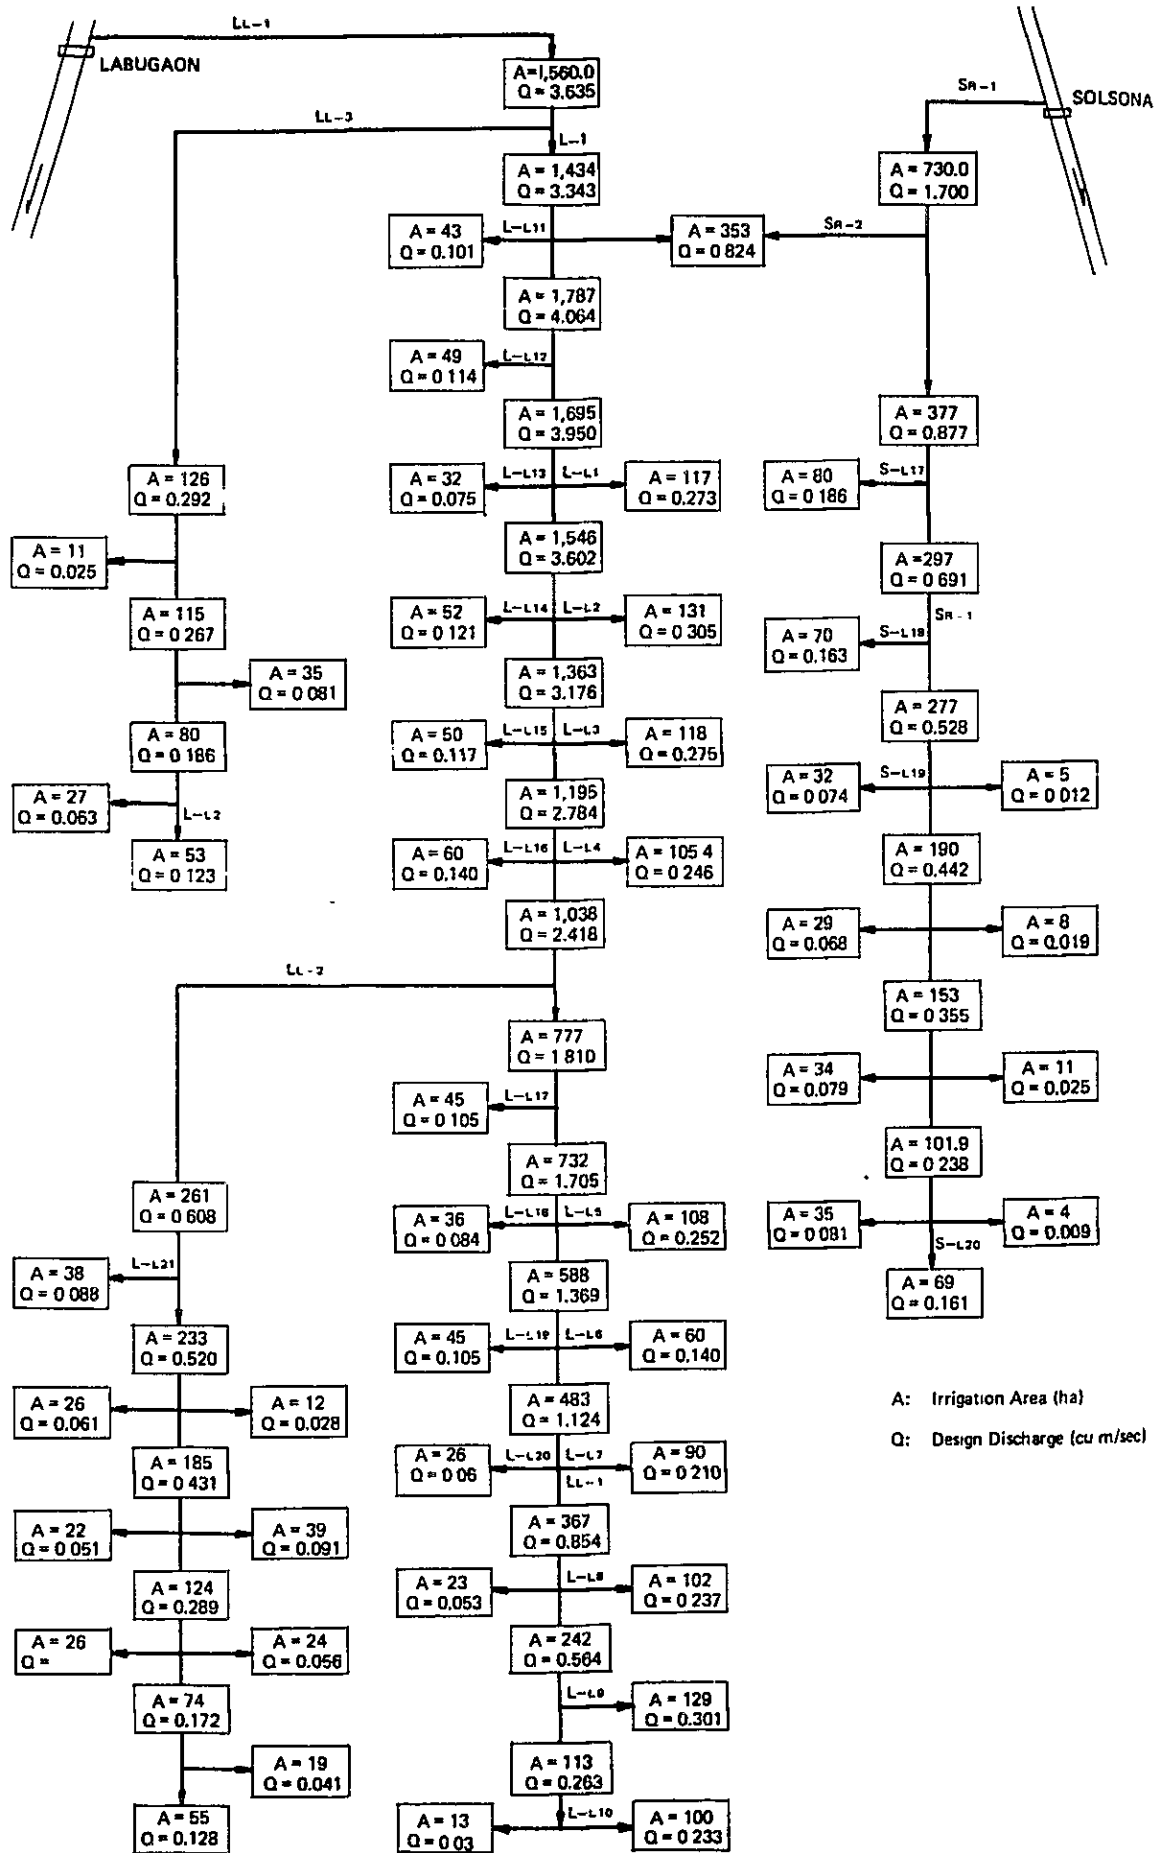 LL-1
LABUGAON
A=1,560.0
Q = 3.635
SR-1
SOLSONA
LL-3
L-1
A = 1,434
Q = 3.343
A = 730.0
Q = 1.700
A = 43
Q = 0.101
L-L11
A = 353
Q = 0 824
SR-2
A = 1,787
Q = 4.064
A = 49
Q = 0 114
L-L12
A = 1,695
Q = 3.950
A = 377
Q = 0.877
A = 126
Q = 0.292
A = 32
Q = 0.075
L-L13
L-L1
A = 117
Q = 0.273
A = 80
Q = 0 186
S-L17
A = 11
Q = 0.025
A = 1,546
Q = 3.602
A =297
Q = 0 691
A = 115
Q = 0 267
A = 52
Q = 0 121
L-L14
L-L2
A = 131
Q = 0 305
SR-1
A = 70
Q = 0.163
S-L18
A = 35
Q = 0 081
A = 1,363
Q = 3.176
A = 277
Q = 0.528
A = 80
Q = 0 186
A = 50
Q = 0.117
L-L15
L-L3
A = 118
Q = 0.275
A = 27
Q = 0.063
L-L2
A = 1,195
Q = 2.784
A = 32
Q = 0 074
S-L19
A = 5
Q = 0 012
A = 53
Q = 0 123
A = 60
Q = 0.140
L-L16
L-L4
A = 105 4
Q = 0 246
A = 190
Q = 0.442
A = 1,038
Q = 2.418
A = 29
Q = 0.068
A = 8
Q = 0.019
LL-2
A = 777
Q = 1 810
A = 153
Q = 0 355
A = 45
Q = 0 105
L-L17
A = 34
Q = 0.079
A = 11
Q = 0.025
A = 732
Q = 1.705
A = 101.9
Q = 0 238
A = 261
Q = 0 608
A = 36
Q = 0 084
L-L18
L-L5
A = 108
Q = 0.252
A = 35
Q = 0 081
A = 4
Q = 0.009
S-L20
A = 38
Q = 0 088
L-L21
A = 588
Q = 1.369
A = 69
Q = 0.161
A = 233
Q = 0.520
A = 45
Q = 0.105
L-L19
L-L6
A = 60
Q = 0.140
A = 26
Q = 0.061
A = 12
Q = 0.028
A = 483
Q = 1.124
A: Irrigation Area (ha)
Q: Design Discharge (cu m/sec)
A = 185
Q = 0 431
A = 26
Q = 0 06
L-L20
L-L7
LL-1
A = 90
Q = 0 210
A = 22
Q = 0 051
A = 39
Q = 0.091
A = 367
Q = 0.854
A = 124
Q = 0.289
A = 23
Q = 0,053
L-L8
A = 102
Q = 0 237
A = 26
Q =
A = 24
Q = 0.056
A = 242
Q = 0.564
A = 74
Q = 0.172
L-L9
A = 129
Q = 0.301
A = 19
Q = 0.041
A = 113
Q = 0.263
A = 55
Q = 0.128
A = 13
Q = 0 03
L-L10
A = 100
Q = 0 233